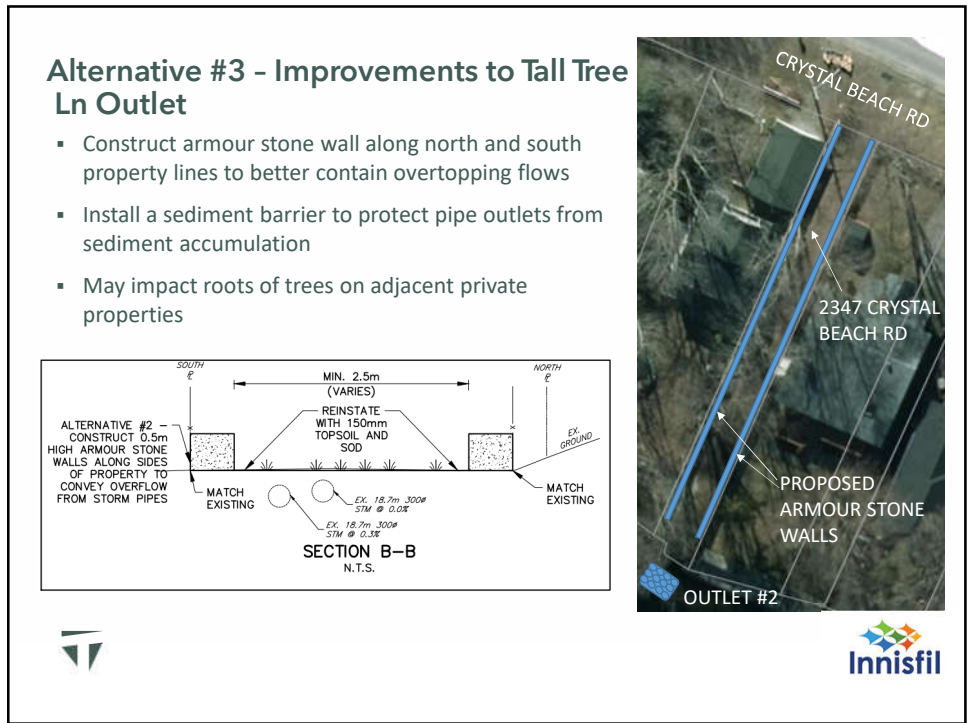 Alternative #3 – Improvements to Tall Tree
Ln Outlet
▪ Construct armour stone wall along north and south
property lines to better contain overtopping flows
▪ Install a sediment barrier to protect pipe outlets from
sediment accumulation
▪ May impact roots of trees on adjacent private
properties
SOUTH
℄
MIN. 2.5m
(VARIES)
NORTH
℄
REINSTATE
WITH 150mm
TOPSOIL AND
SOD
ALTERNATIVE #2 –
CONSTRUCT 0.5m
HIGH ARMOUR STONE
WALLS ALONG SIDES
OF PROPERTY TO
CONVEY OVERFLOW
FROM STORM PIPES
EX.
GROUND
MATCH
EXISTING
MATCH
EXISTING
EX. 18.7m 300ø
STM @ 0.0%
EX. 18.7m 300ø
STM @ 0.3%
SECTION B–B
N.T.S.
CRYSTAL BEACH RD
2347 CRYSTAL
BEACH RD
PROPOSED
ARMOUR STONE
WALLS
OUTLET #2
Innisfil